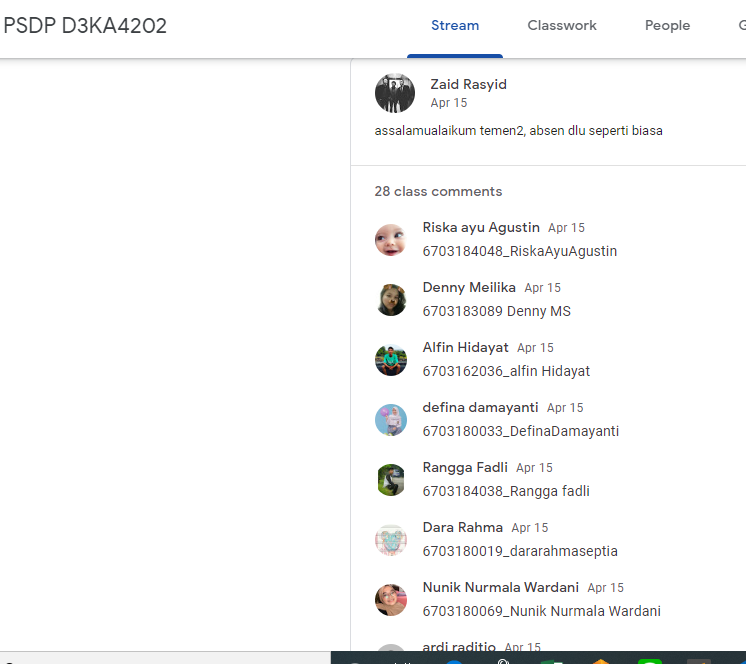 PSDP D3KA4202
Stream Classwork People
Zaid Rasyid
Apr 15
assalamualaikum temen2, absen dlu seperti biasa
28 class comments
Riska ayu Agustin Apr 15
6703184048_RiskaAyuAgustin
Denny Meilika Apr 15
6703183089 Denny MS
Alfin Hidayat Apr 15
6703162036_alfin Hidayat
defina damayanti Apr 15
6703180033_DefinaDamayanti
Rangga Fadli Apr 15
6703184038_Rangga fadli
Dara Rahma Apr 15
6703180019_dararahmaseptia
Nunik Nurmala Wardani Apr 15
6703180069_Nunik Nurmala Wardani
ardi raditio Apr 15